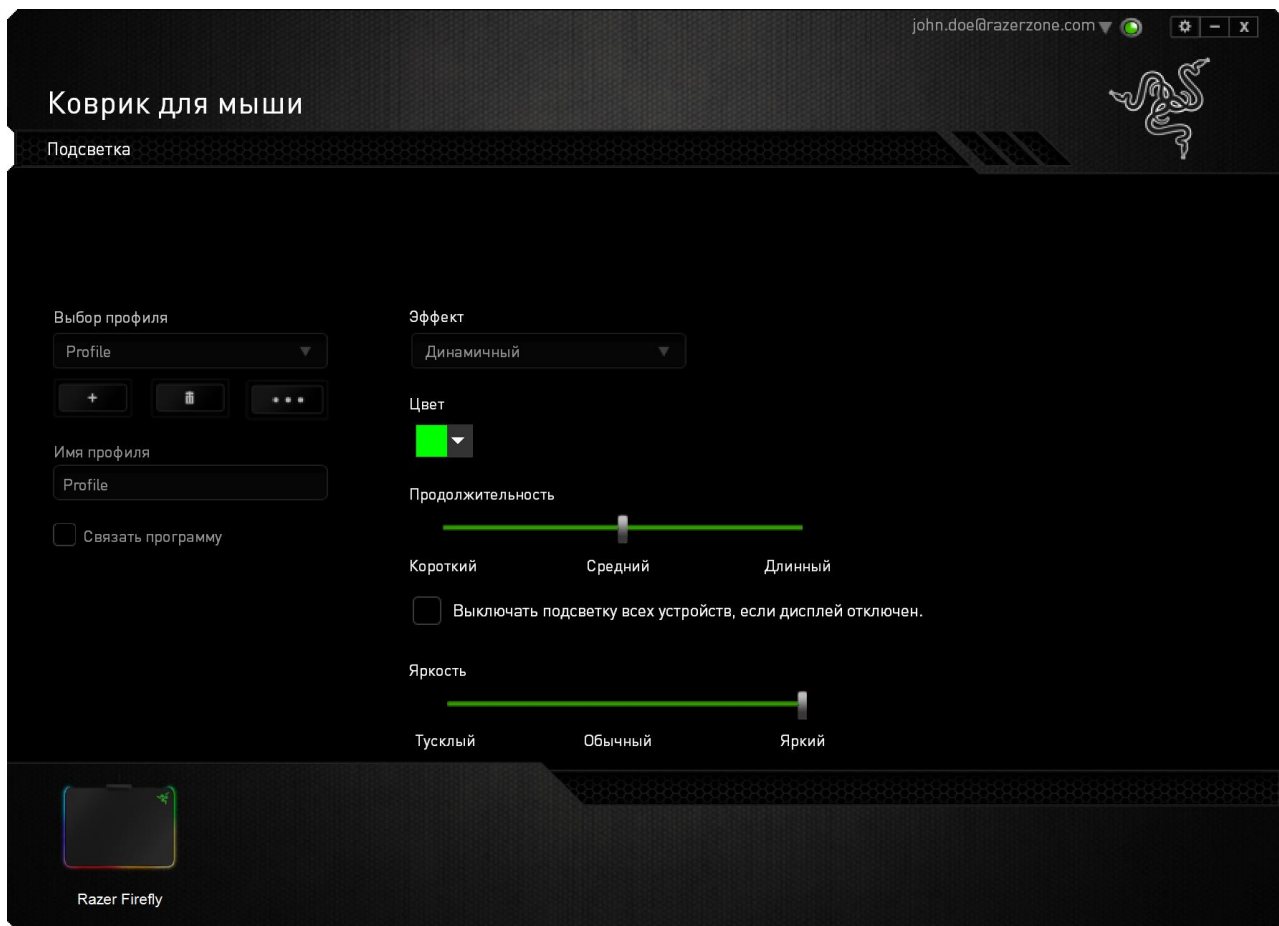 john.doe@razerzone.com
Коврик для мыши
Подсветка
Выбор профиля
Profile
Имя профиля
Profile
Связать программу
Эффект
Динамичный
Цвет
Продолжительность
Короткий Средний Длинный
Выключать подсветку всех устройств, если дисплей отключен.
Яркость
Тусклый Обычный Яркий
Razer Firefly